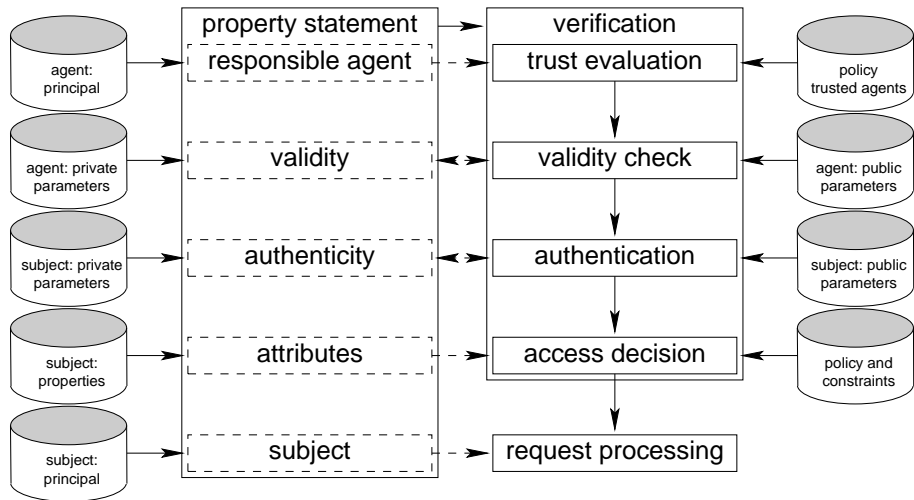 property statement
verification
agent:
principal
responsible agent
trust evaluation
policy
trusted agents
agent: private
parameters
validity
validity check
agent: public
parameters
subject: private
parameters
authenticity
authentication
subject: public
parameters
subject:
properties
attributes
access decision
policy and
constraints
subject:
principal
subject
request processing